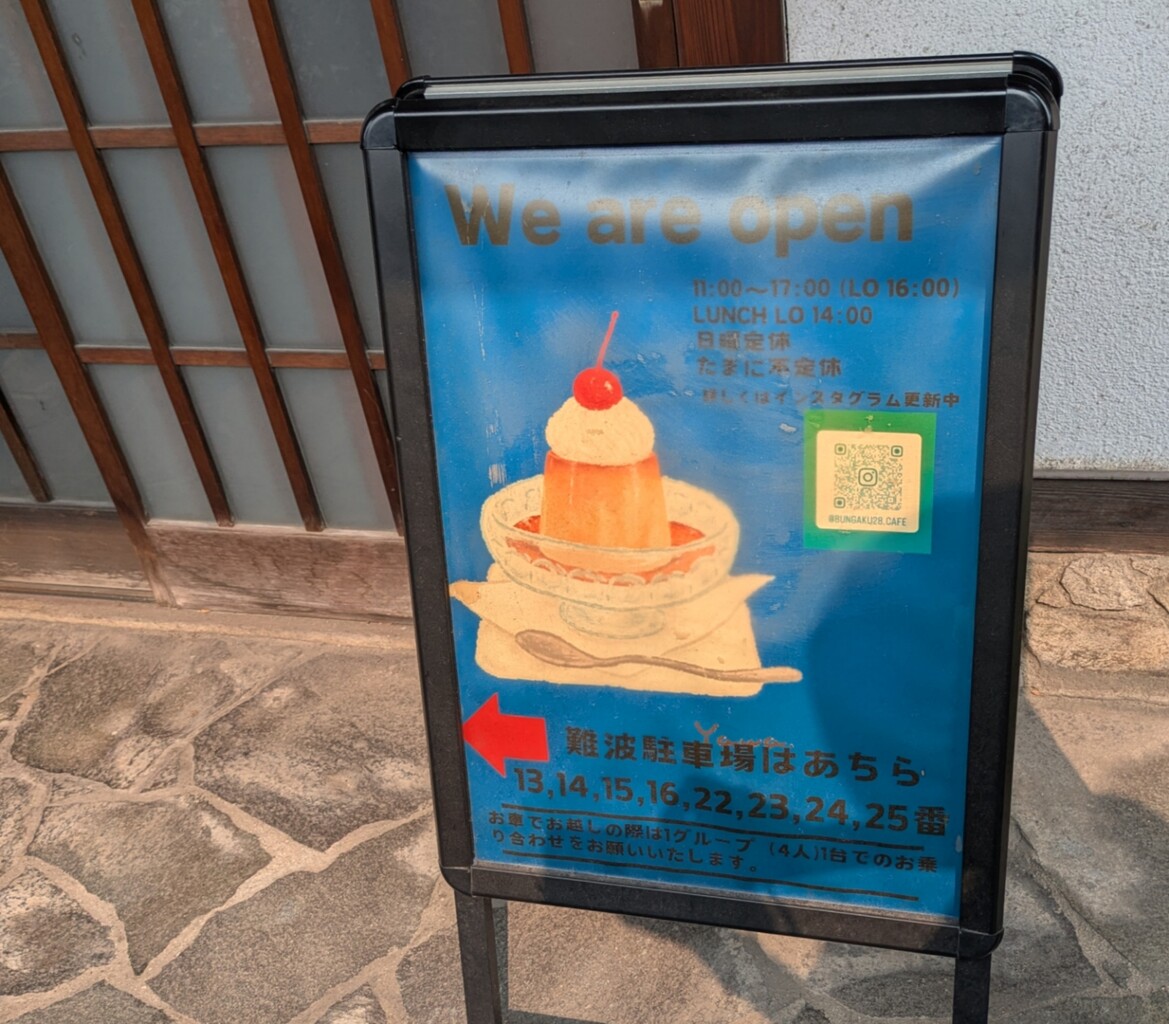 We are open
11:00〜17:00 (LO 16:00)
LUNCH LO 14:00
日曜定休
たまに不定休
詳しくはインスタグラム更新中
@BUNGAKU28.CAFE
難波駐車場はあちら
13,14,15,16,22,23,24,25番
お車でお越しの際は1グループ (4人)1台でのお乗
り合わせをお願いいたします。